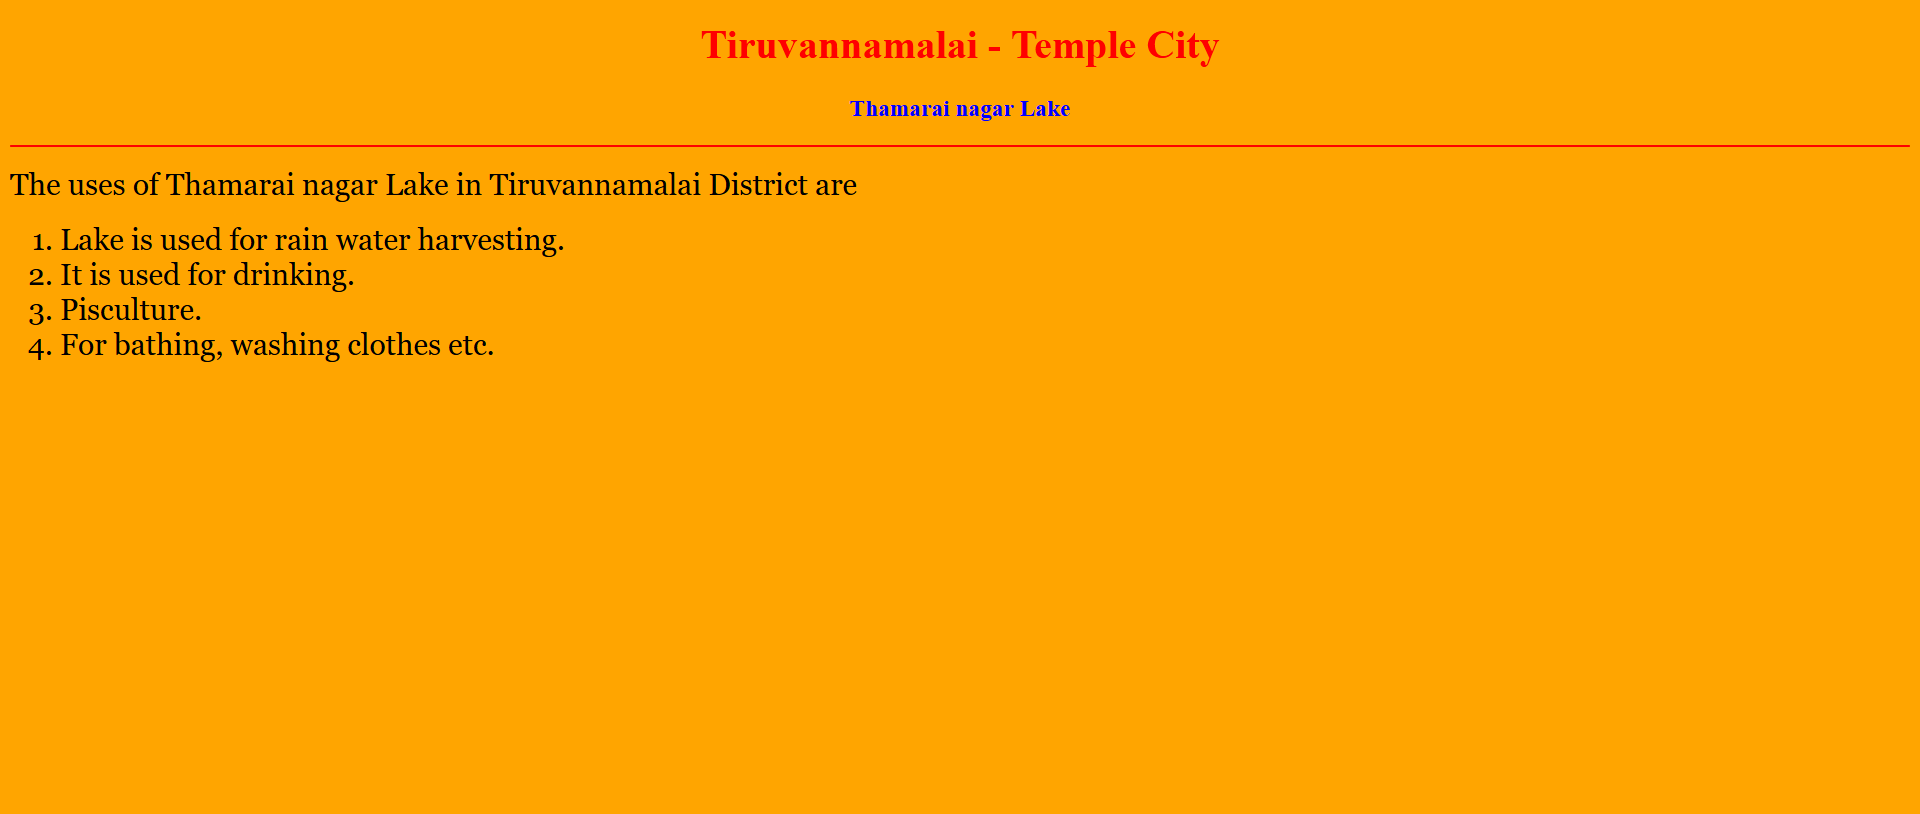 Tiruvannamalai - Temple City
Thamarai nagar Lake
The uses of Thamarai nagar Lake in Tiruvannamalai District are
1. Lake is used for rain water harvesting.
2. It is used for drinking.
3. Pisculture.
4. For bathing, washing clothes etc.